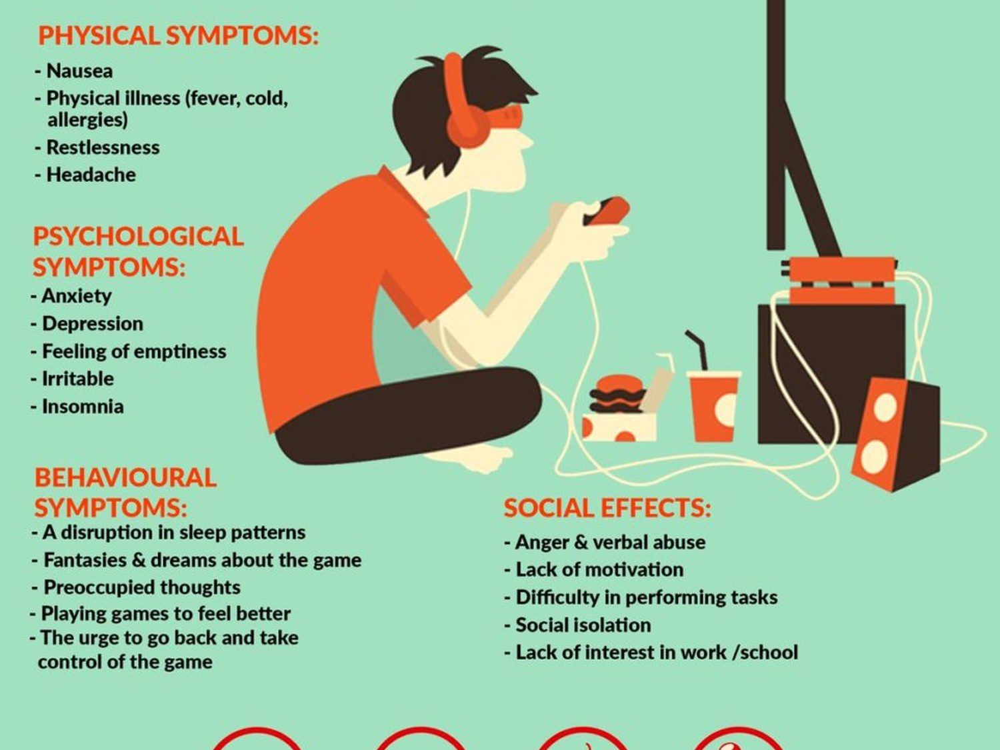 PHYSICAL SYMPTOMS:
- Nausea
- Physical illness (fever, cold,
allergies)
- Restlessness
- Headache
PSYCHOLOGICAL
SYMPTOMS:
- Anxiety
- Depression
- Feeling of emptiness
- Irritable
- Insomnia
BEHAVIOURAL
SYMPTOMS:
- A disruption in sleep patterns
- Fantasies & dreams about the game
- Preoccupied thoughts
- Playing games to feel better
- The urge to go back and take
control of the game
SOCIAL EFFECTS:
- Anger & verbal abuse
- Lack of motivation
- Difficulty in performing tasks
- Social isolation
- Lack of interest in work /school